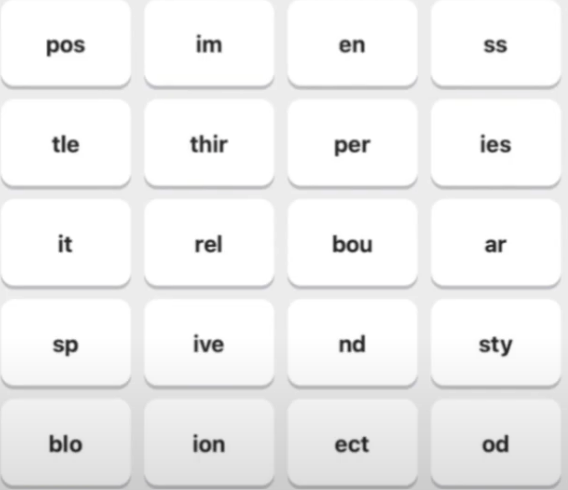 pos im en ss
tle thir per ies
it rel bou ar
sp ive nd sty
blo ion ect od